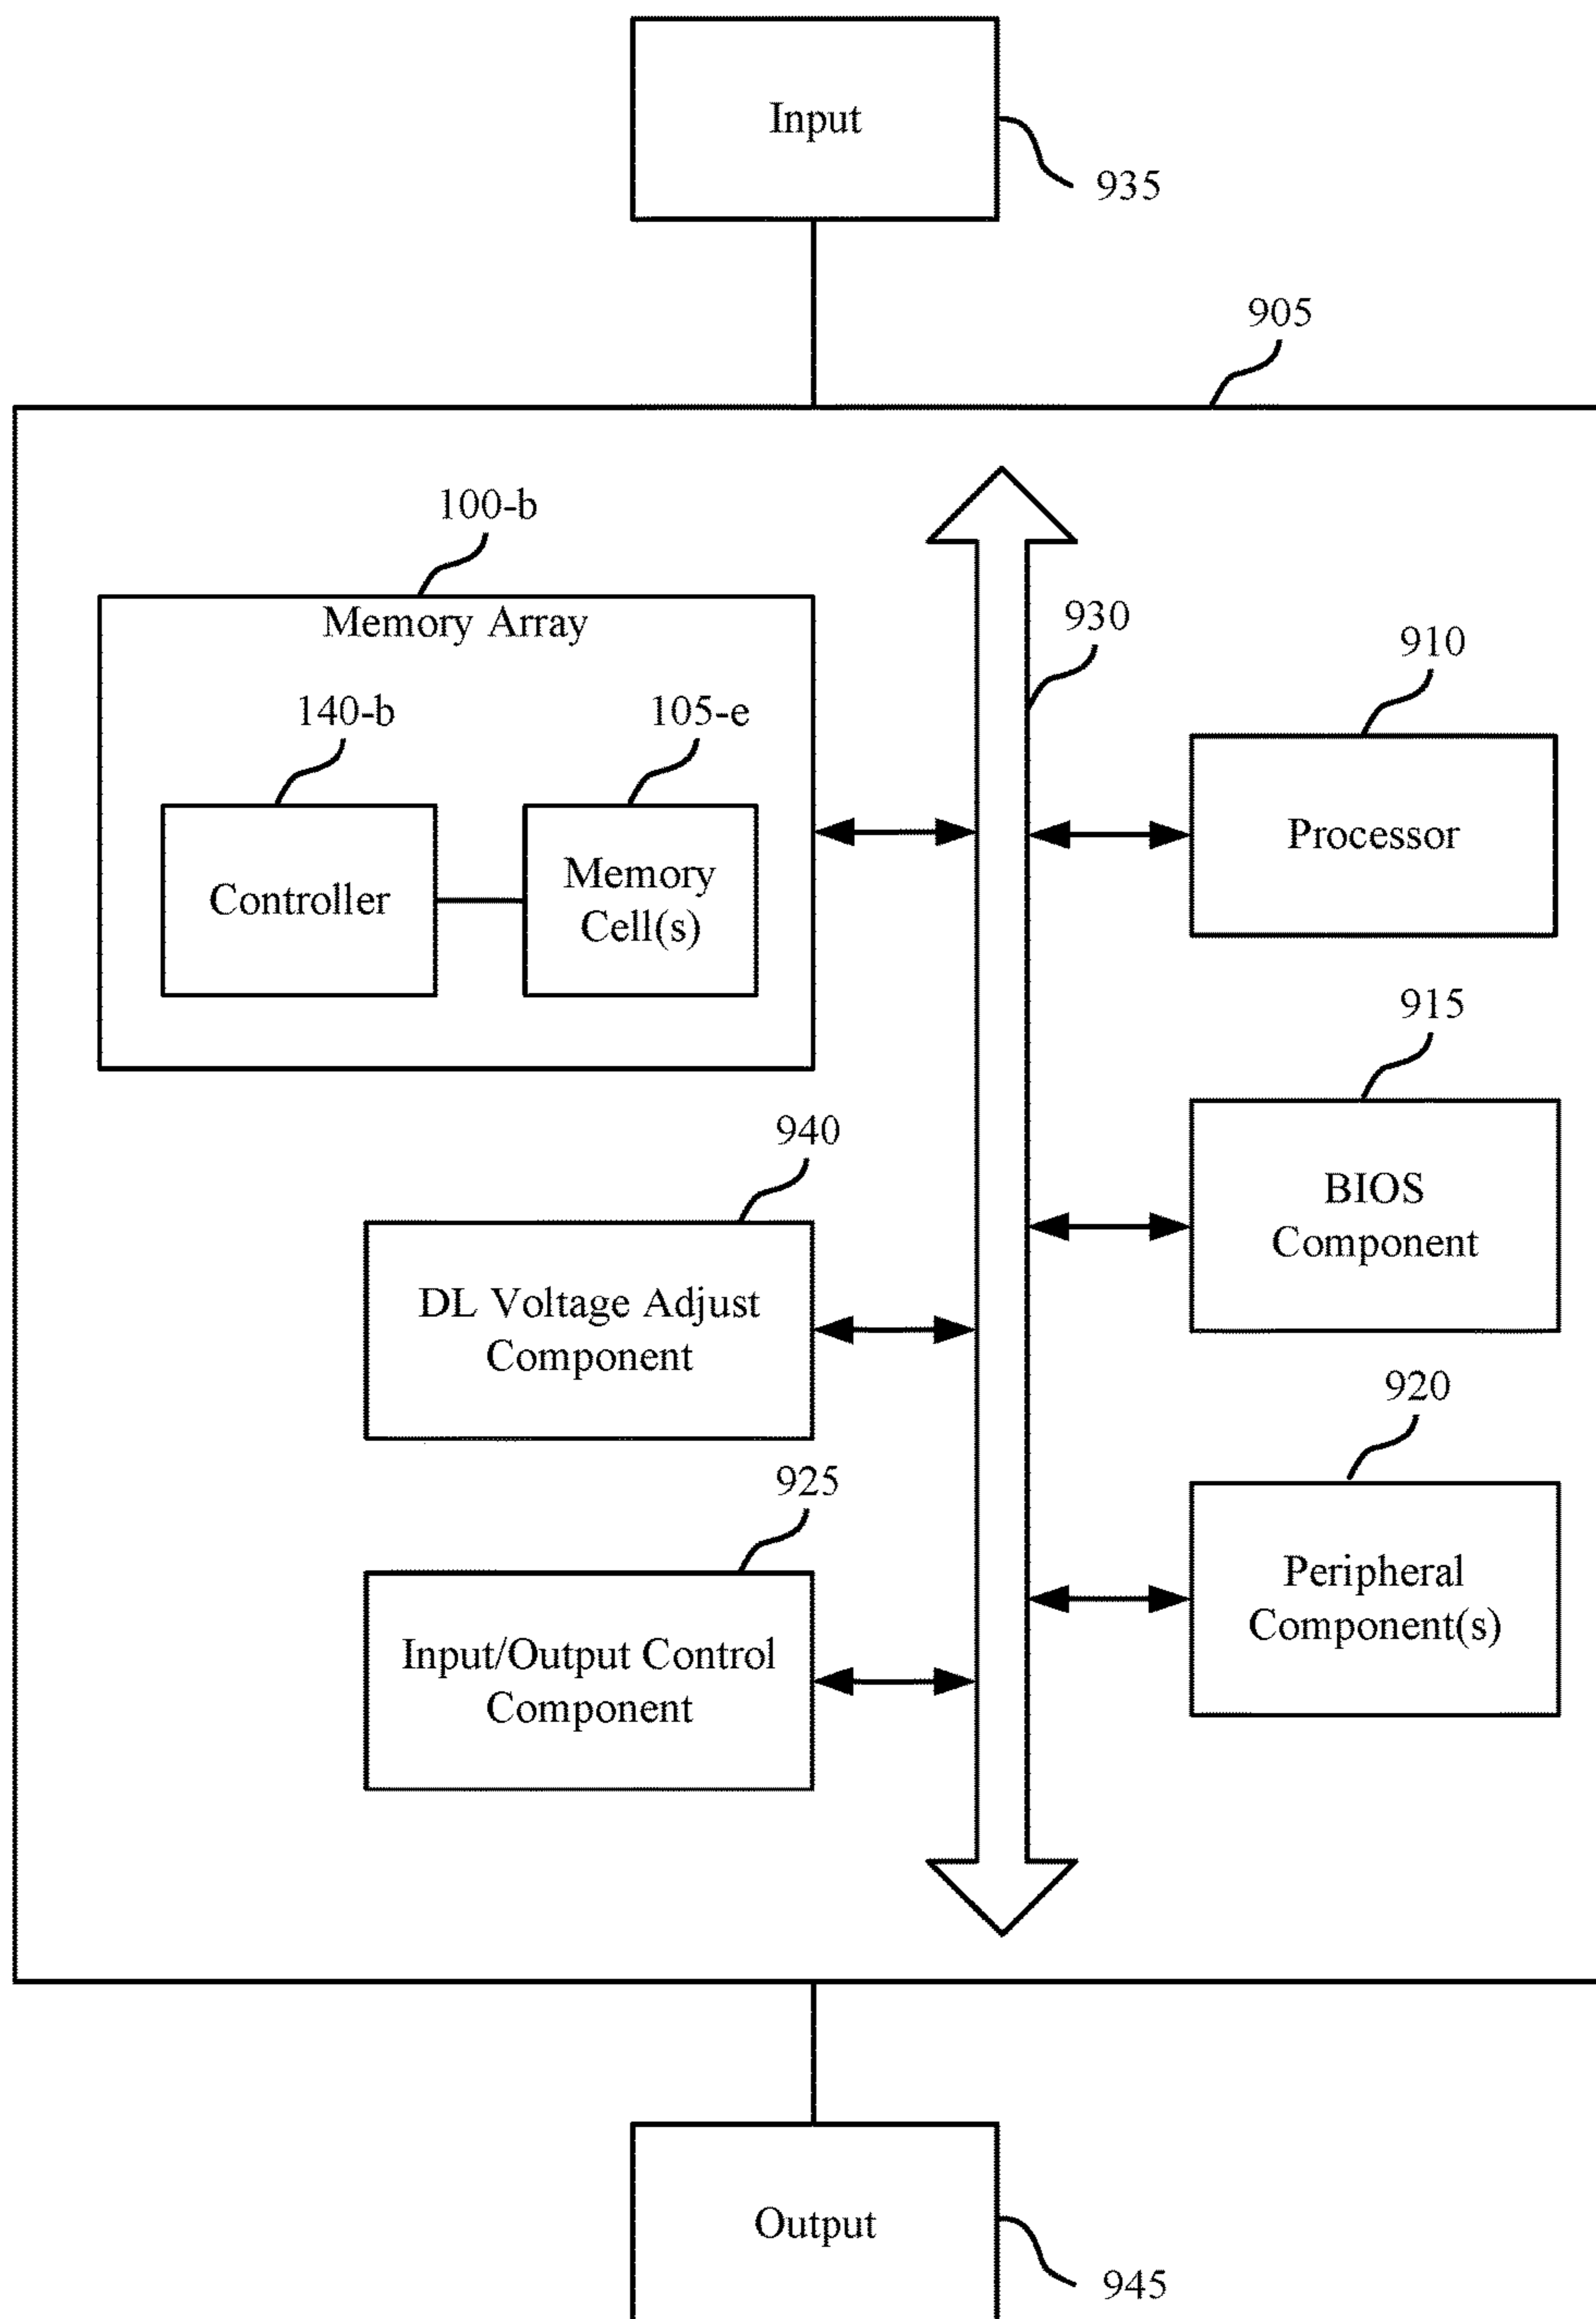 Input
935
905
100-b
Memory Array
930
910
140-b
105-e
Processor
Controller
Memory
Cell(s)
915
940
BIOS
Component
DL Voltage Adjust
Component
920
925
Peripheral
Component(s)
Input/Output Control
Component
Output
945